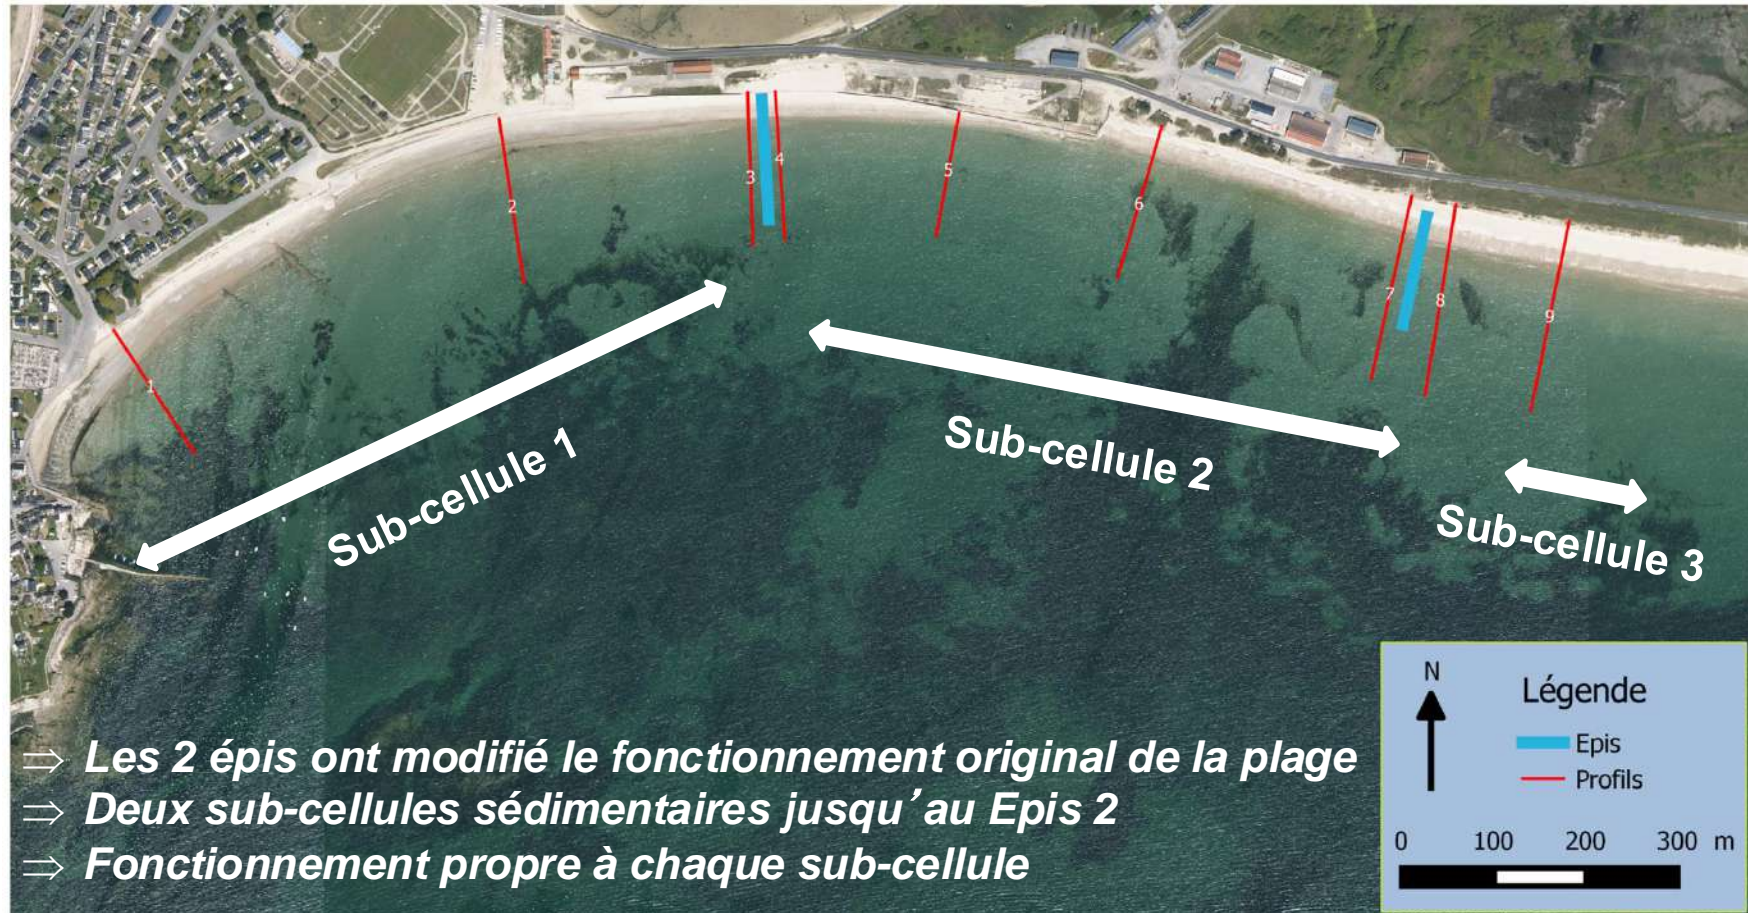 1
2
3
4
5
6
7
8
9
Sub-cellule 1
Sub-cellule 2
Sub-cellule 3
⇒ Les 2 épis ont modifié le fonctionnement original de la plage
⇒ Deux sub-cellules sédimentaires jusqu’au Epis 2
⇒ Fonctionnement propre à chaque sub-cellule
N
Légende
Epis
Profils
0 100 200 300 m